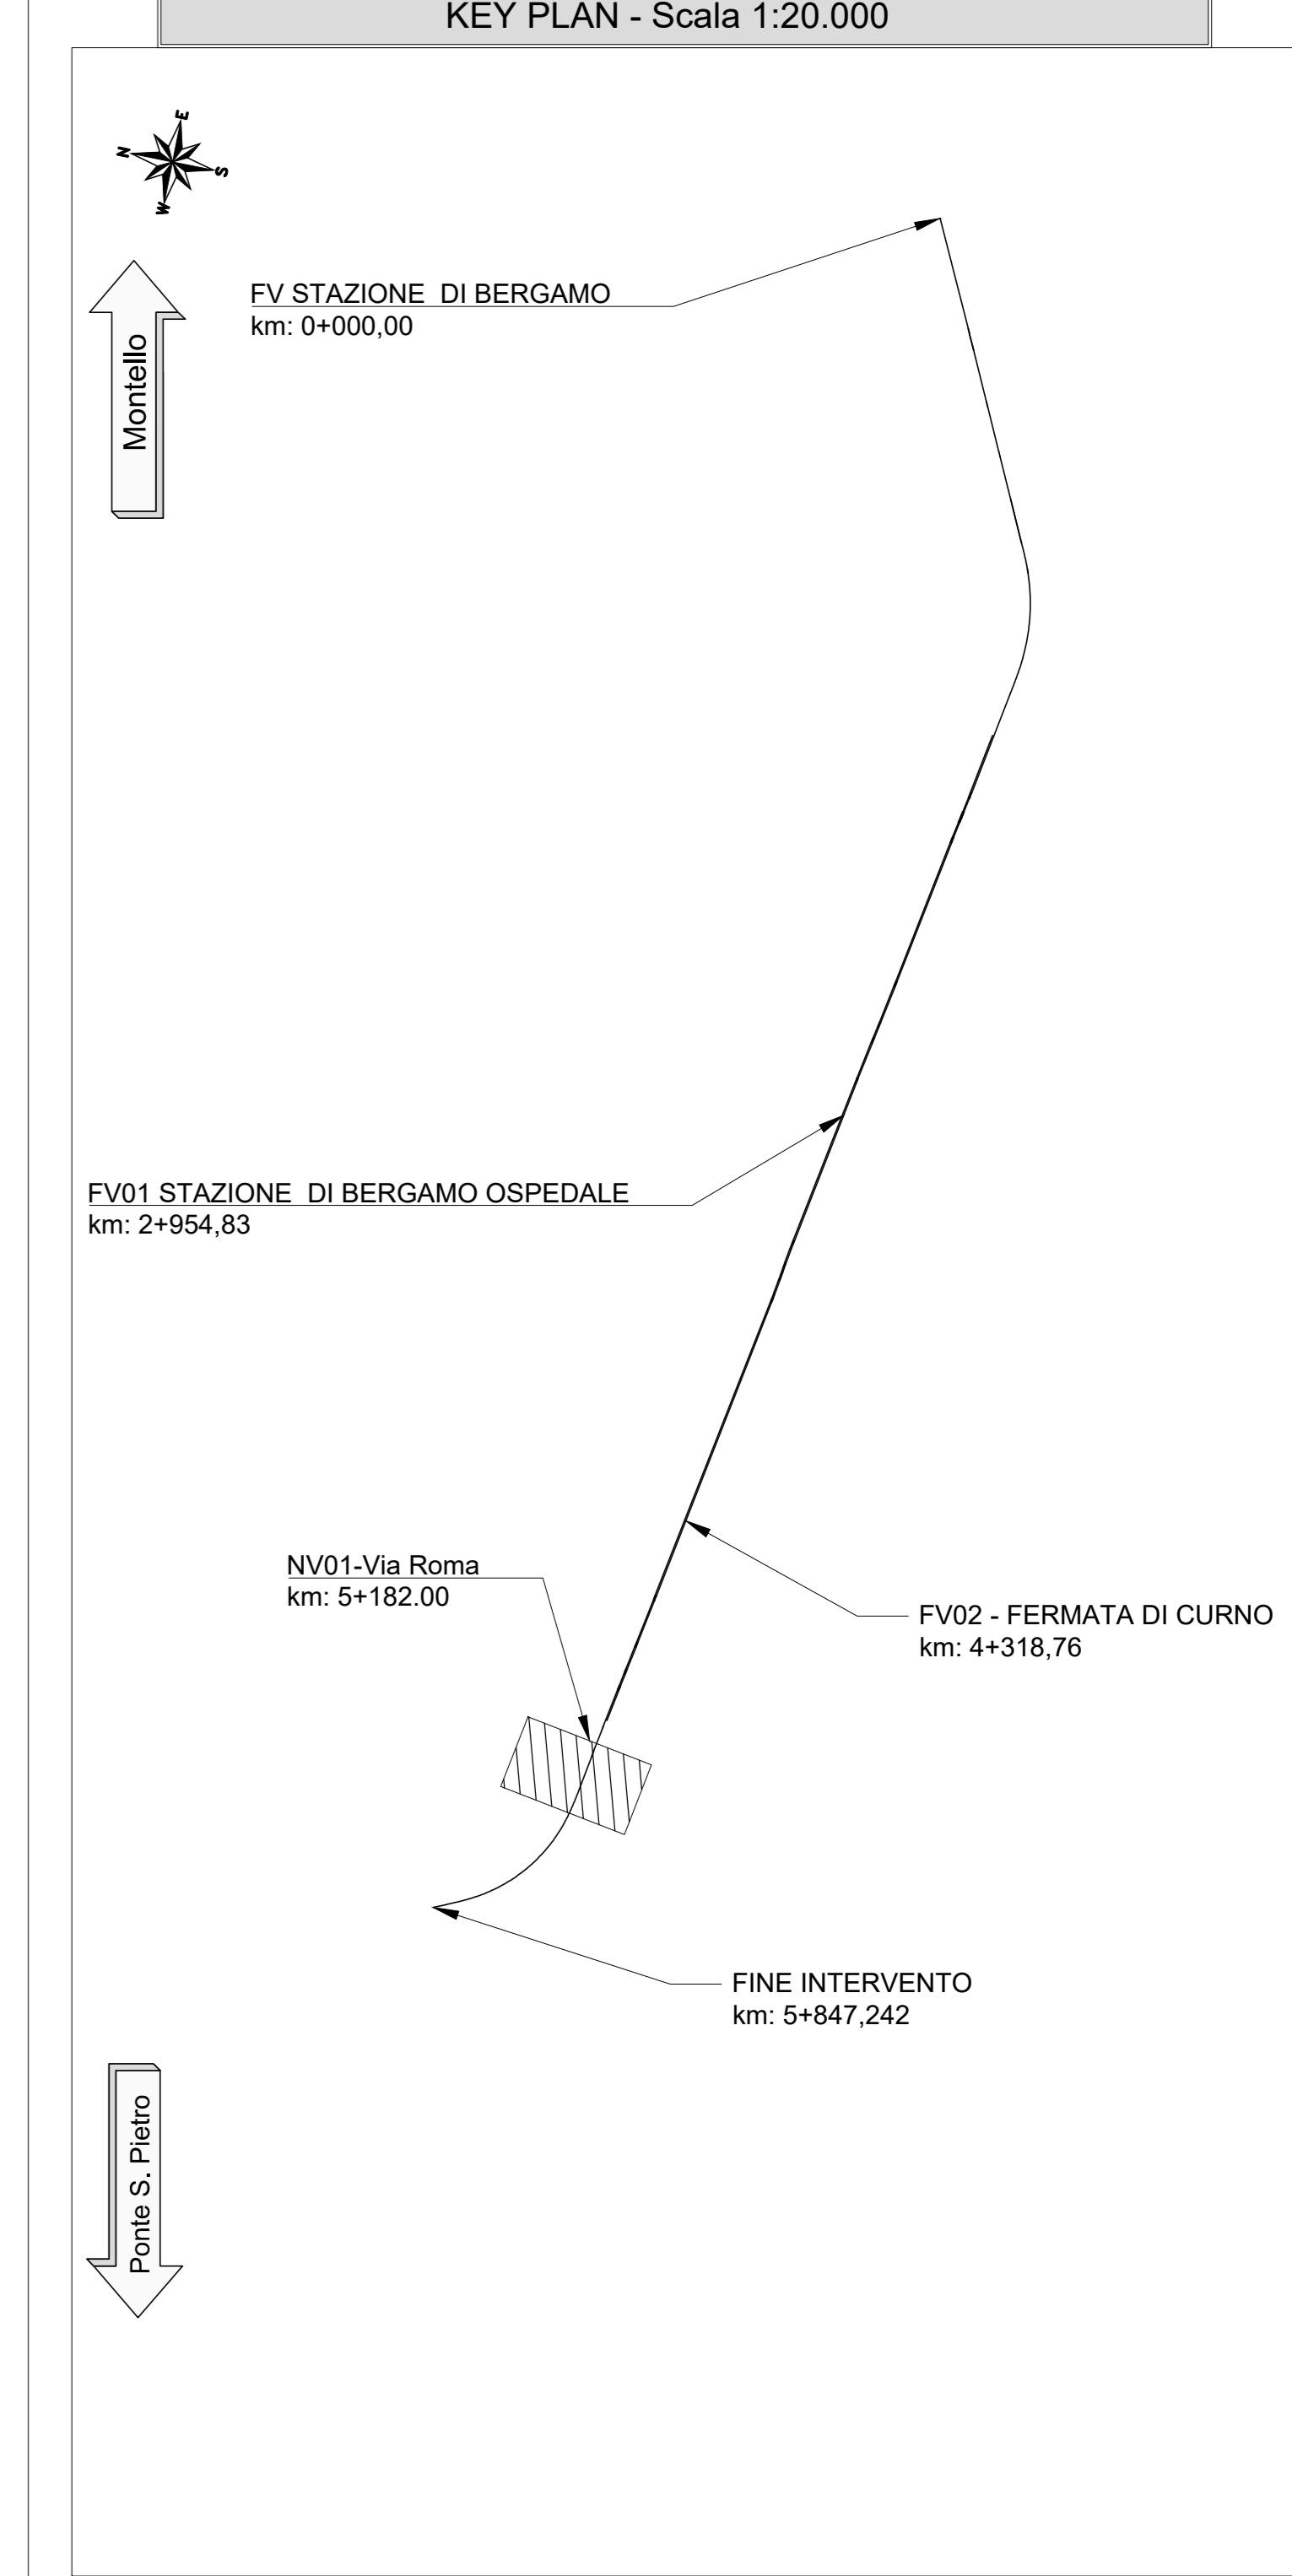 KEY PLAN - Scala 1:20.000
E
N
S
W
Montello
FV STAZIONE DI BERGAMO
km: 0+000,00
FV01 STAZIONE DI BERGAMO OSPEDALE
km: 2+954,83
NV01-Via Roma
km: 5+182.00
FV02 - FERMATA DI CURNO
km: 4+318,76
FINE INTERVENTO
km: 5+847,242
Ponte S. Pietro